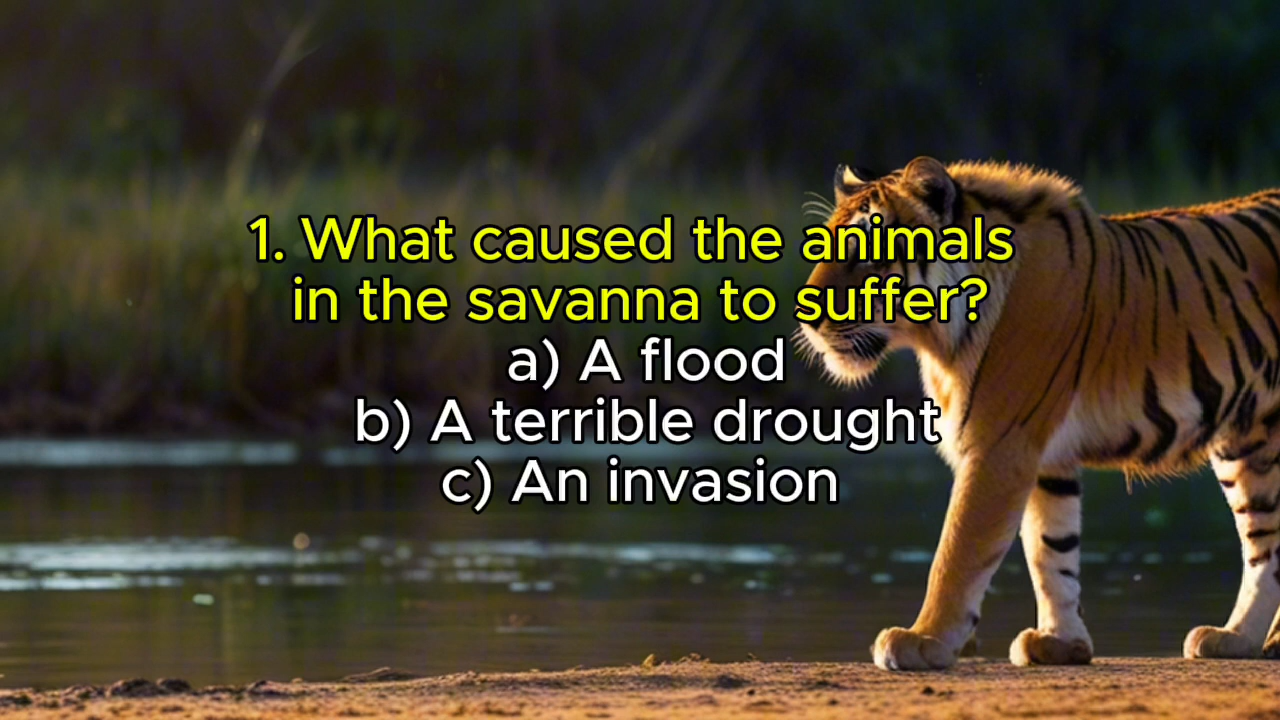 1. What caused the animals
in the savanna to suffer?
a) A flood
b) A terrible drought
c) An invasion